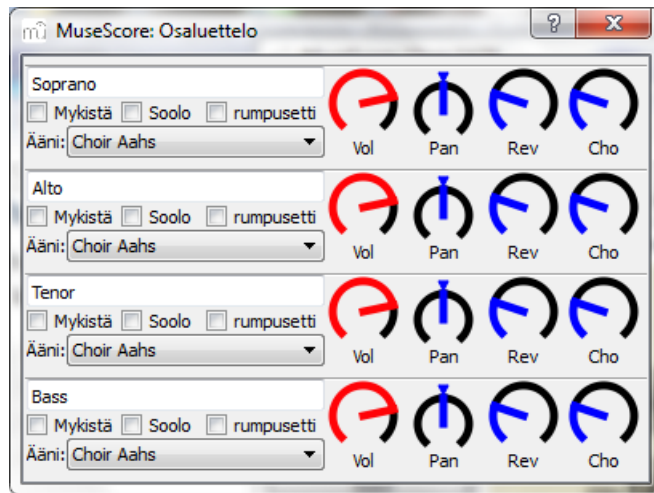 MuseScore: Osaluettelo
Soprano
Mykistä Soolo rumpusetti
Ääni: Choir Aahs
Vol Pan Rev Cho
Alto
Mykistä Soolo rumpusetti
Ääni: Choir Aahs
Vol Pan Rev Cho
Tenor
Mykistä Soolo rumpusetti
Ääni: Choir Aahs
Vol Pan Rev Cho
Bass
Mykistä Soolo rumpusetti
Ääni: Choir Aahs
Vol Pan Rev Cho